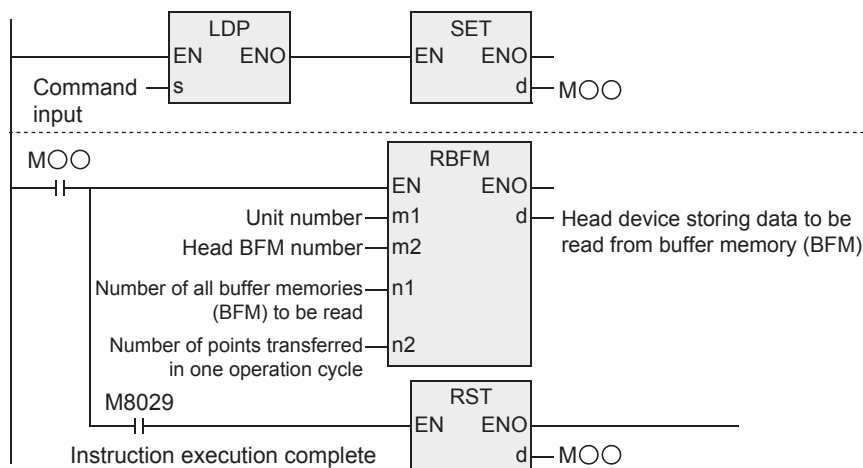 LDP
EN ENO
s
Command
input
SET
EN ENO
d
M○○
M○○
RBFM
EN ENO
Unit number
m1
d
Head device storing data to be
read from buffer memory (BFM)
Head BFM number
m2
Number of all buffer memories
(BFM) to be read
n1
Number of points transferred
in one operation cycle
n2
M8029
RST
EN ENO
Instruction execution complete
d
M○○